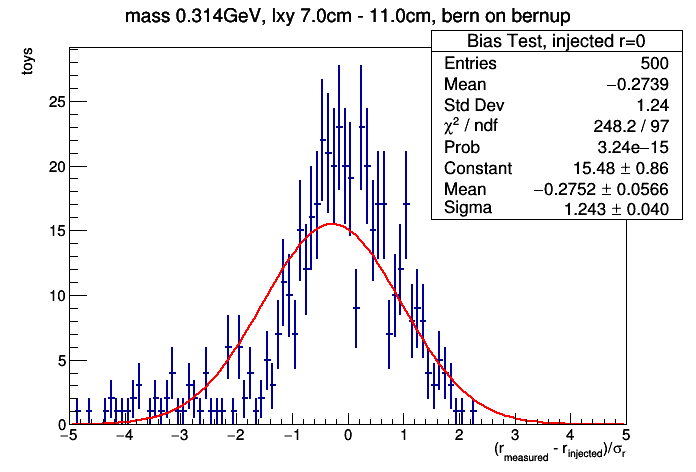 mass 0.314GeV, lxy 7.0cm - 11.0cm, bern on bernup
Bias Test, injected r=0
Entries 500
Mean −0.2739
Std Dev 1.24
χ² / ndf 248.2 / 97
Prob 3.24e−15
Constant 15.48 ± 0.86
Mean −0.2752 ± 0.0566
Sigma 1.243 ± 0.040
toys
25
20
15
10
5
0
−5 −4 −3 −2 −1 0 1 2 3 4 5
(r_measured - r_injected)/σ_r